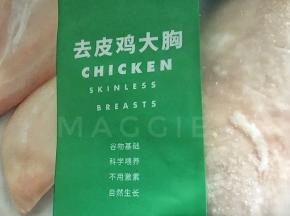 去皮鸡大胸
CHICKEN
SKINLESS
BREASTS
MAGGIE
谷物基础
科学喂养
不用激素
自然生长